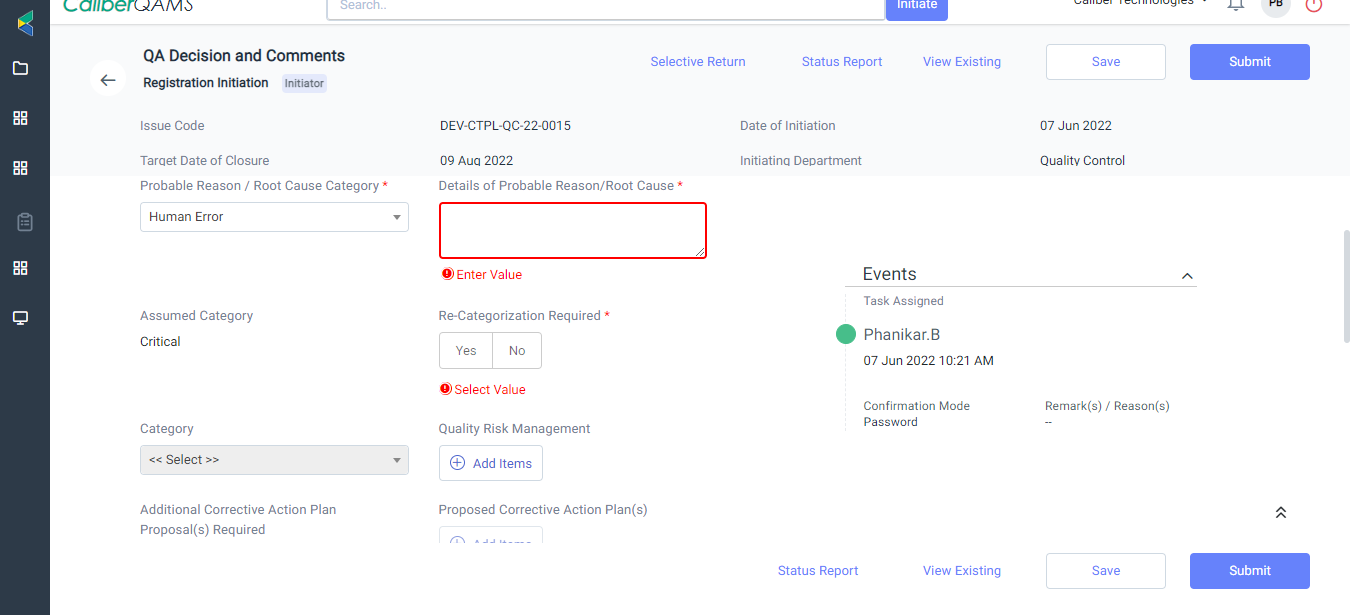 CaliberQAMS
Search..
Initiate
Caliber Technologies
PB
QA Decision and Comments
Registration Initiation Initiator
Selective Return
Status Report
View Existing
Save
Submit
Issue Code
DEV-CTPL-QC-22-0015
Date of Initiation
07 Jun 2022
Target Date of Closure
09 Aug 2022
Initiating Department
Quality Control
Probable Reason / Root Cause Category *
Details of Probable Reason/Root Cause *
Human Error
Enter Value
Assumed Category
Critical
Re-Categorization Required *
Yes No
Select Value
Category
<< Select >>
Quality Risk Management
Add Items
Additional Corrective Action Plan
Proposal(s) Required
Proposed Corrective Action Plan(s)
Add Items
Events
Task Assigned
Phanikar.B
07 Jun 2022 10:21 AM
Confirmation Mode
Password
Remark(s) / Reason(s)
--
Status Report
View Existing
Save
Submit